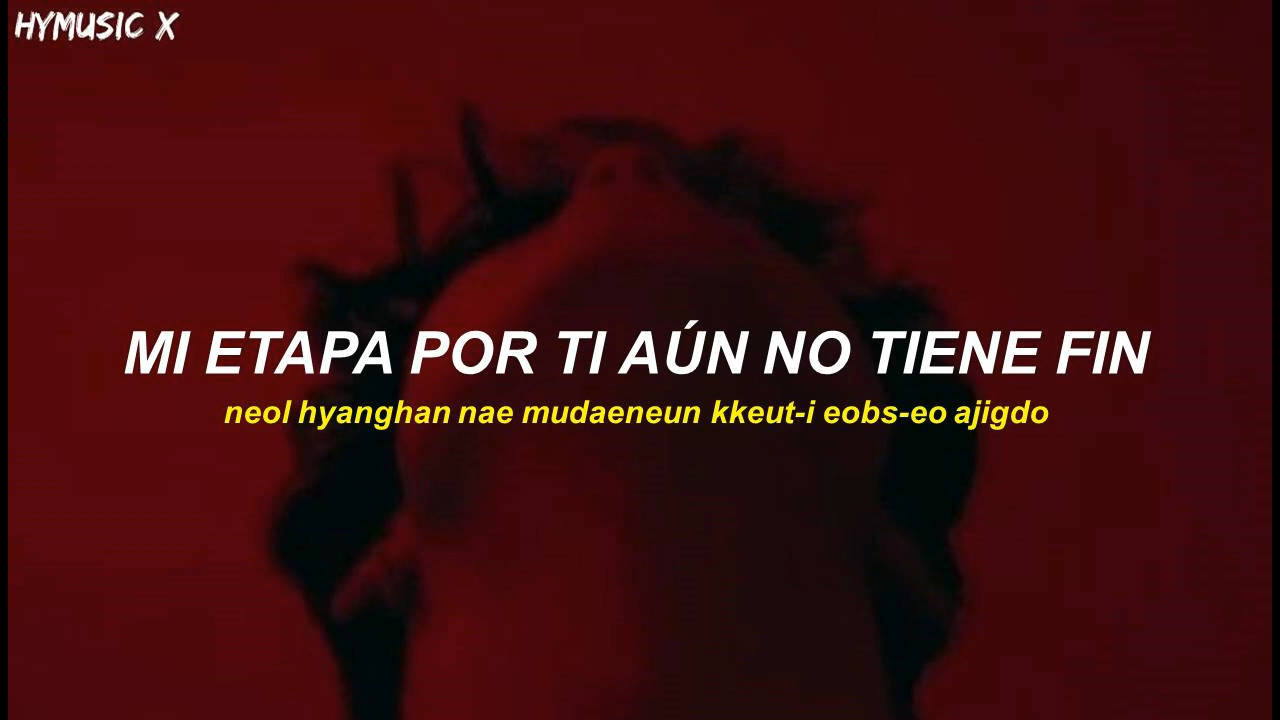 HYMUSIC X
MI ETAPA POR TI AÚN NO TIENE FIN
neol hyanghan nae mudaeneun kkeut-i eobs-eo ajigdo